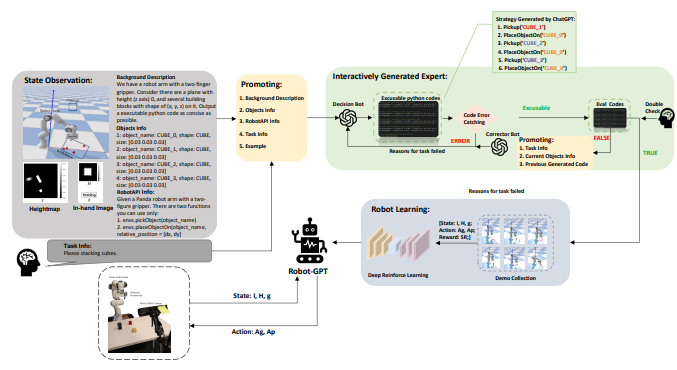 State Observation:
Background Description
We have a robot arm with a two-finger
gripper. Consider there are a plane with
height (z axis) 0, and several building
blocks with shape of (x, y, z) on it. Output
a executable python code as concise as
possible.
Objects Info
1: object_name: CUBE_0, shape: CUBE,
size: [0.03 0.03 0.03]
2: object_name: CUBE_1, shape: CUBE,
size: [0.03 0.03 0.03]
3: object_name: CUBE_2, shape: CUBE,
size: [0.03 0.03 0.03]
4: object_name: CUBE_3, shape: CUBE,
size: [0.03 0.03 0.03]
RobotAPI Info:
Given a Panda robot arm with a two-
figure gripper. There are two functions
you can use only:
1. envs.pickObject(object_name)
2. envs.placeObjectOn(object_name,
relative_position = [dx, dy]
Heightmap
In-hand Image
Task Info:
Please stacking cubes.
Promoting:
1. Background Description
2. Objects Info
3. RobotAPI Info
4. Task Info
5. Example
Strategy Generated by ChatGPT:
1. Pickup("CUBE_1")
2. PlaceObjectOn("CUBE_0")
3. Pickup("CUBE_2")
4. PlaceObjectOn("CUBE_0")
5. Pickup("CUBE_3")
6. PlaceObjectOn("CUBE_0")
Interactively Generated Expert:
Decision Bot
Excusable python codes
Code Error
Catching
Excusable
Eval Codes
Double
Check
ERROR
Corrector Bot
FALSE
TRUE
Reasons for task failed
Promoting:
1. Task Info
2. Current Objects Info
3. Previous Generated Code
Reasons for task failed
Robot Learning:
[State: I, H, g;
Action: Ag, Ap;
Reward: SR;]
Deep Reinforce Learning
Demo Collection
Robot-GPT
State: I, H, g
Action: Ag, Ap